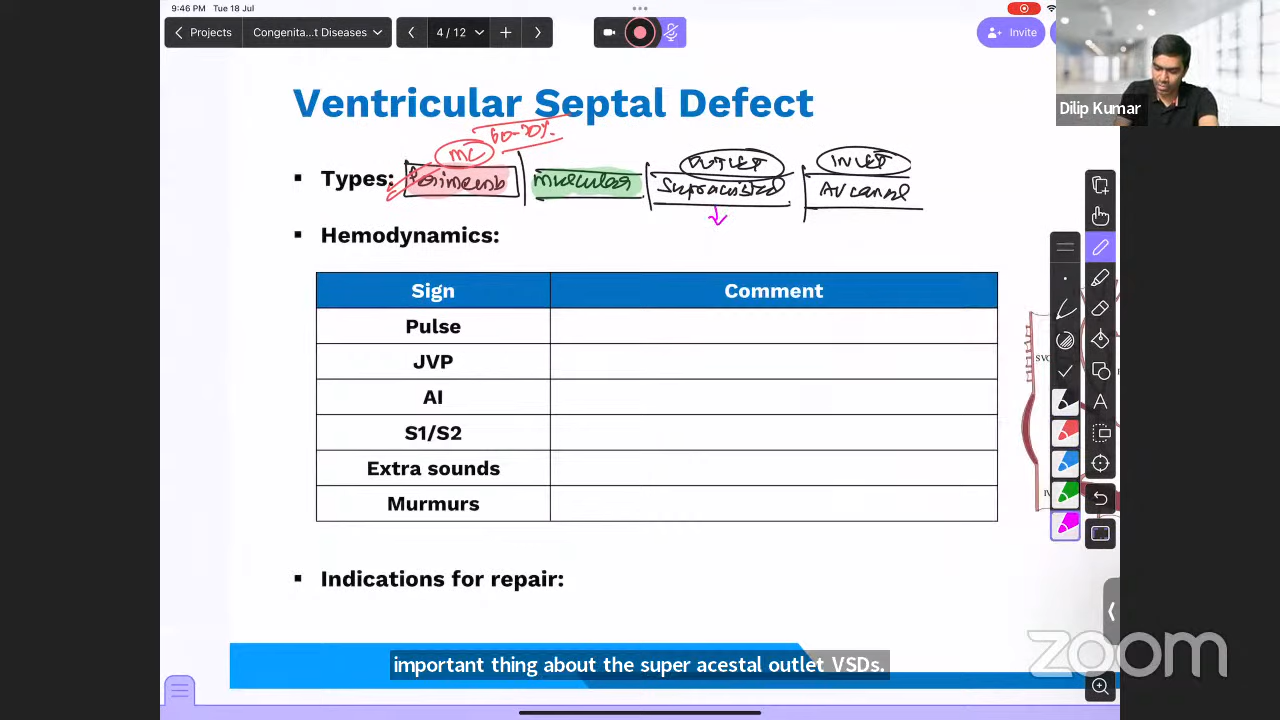 9:46 PM Tue 18 Jul
Projects
Congenita...t Diseases
4 / 12
Invite
Dilip Kumar
Ventricular Septal Defect
60-70%
MC
OUTLET
INLET
Types: Perimemb muscular Supracristal AV canal
Hemodynamics:
Sign Comment
Pulse
JVP
AI
S1/S2
Extra sounds
Murmurs
SVC
Indications for repair:
important thing about the super acestal outlet VSDs.
zoom